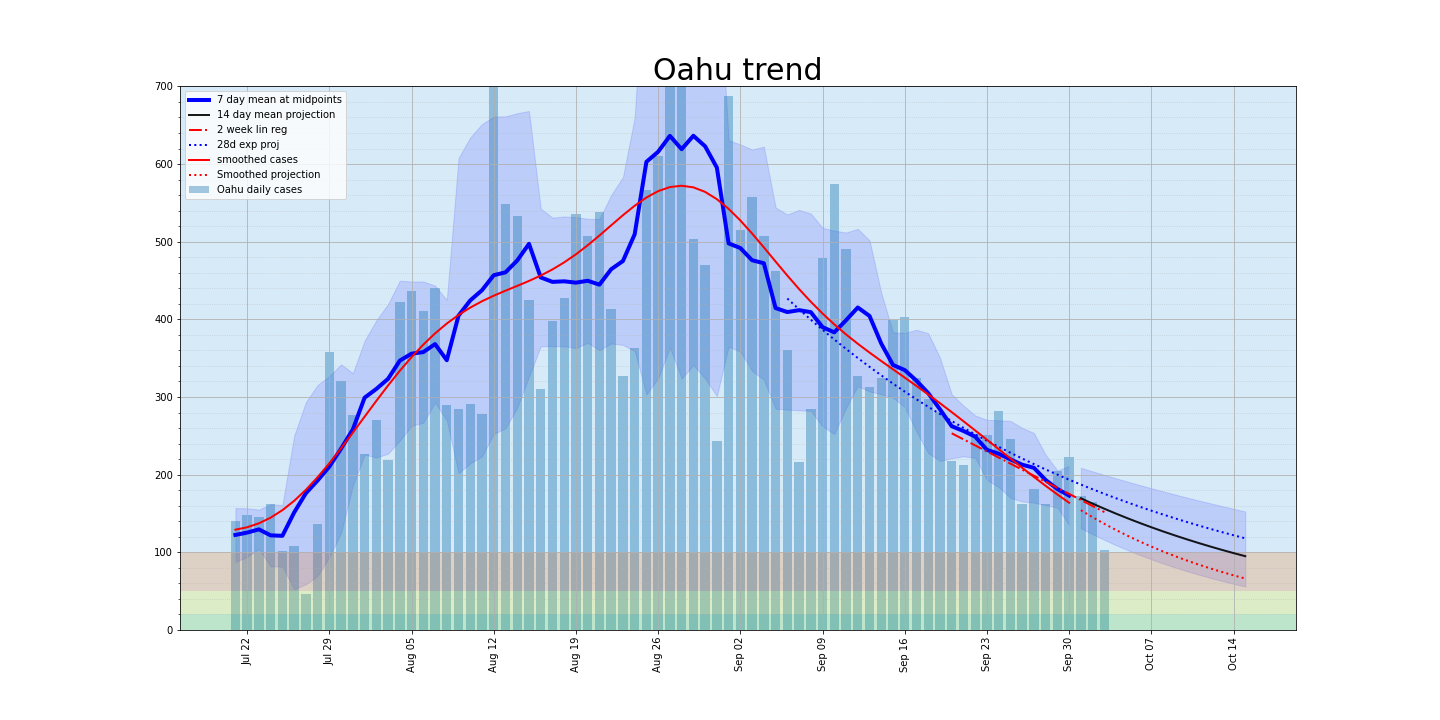 Oahu trend
700
600
500
400
300
200
100
0
7 day mean at midpoints
14 day mean projection
2 week lin reg
28d exp proj
smoothed cases
Smoothed projection
Oahu daily cases
Jul 22
Jul 29
Aug 05
Aug 12
Aug 19
Aug 26
Sep 02
Sep 09
Sep 16
Sep 23
Sep 30
Oct 07
Oct 14